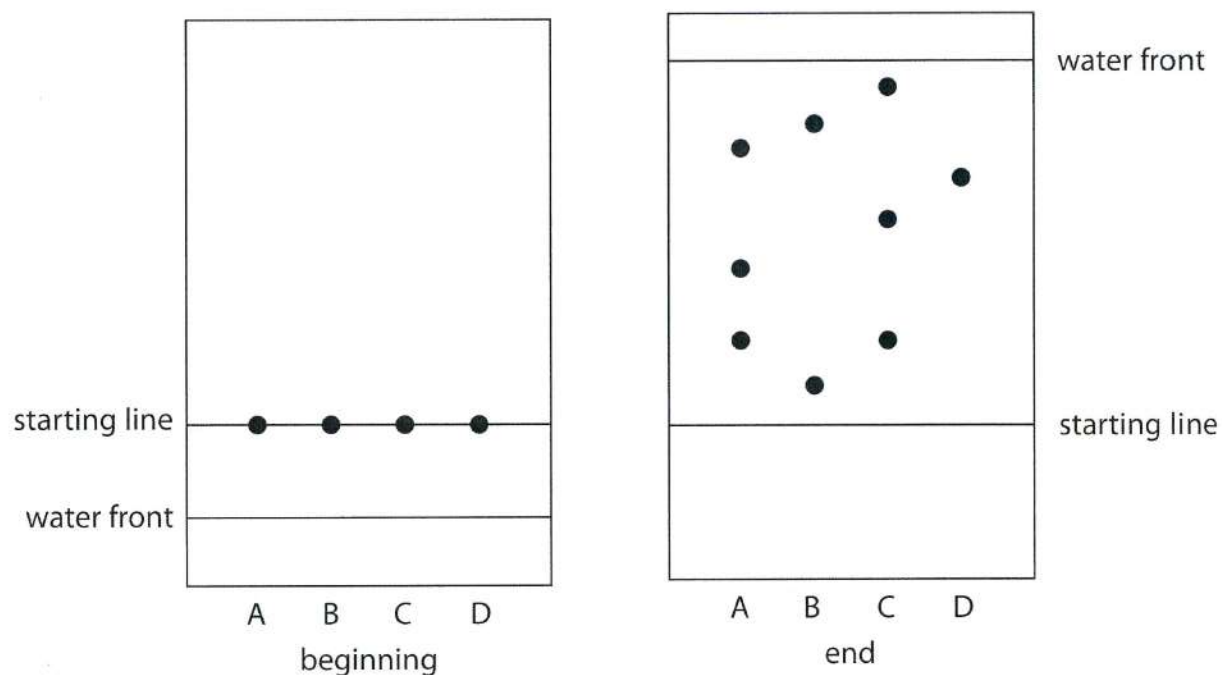 starting line
water front
A B C D
beginning
water front
starting line
A B C D
end